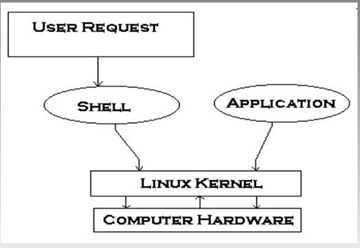 User Request
Shell
Application
Linux Kernel
Computer Hardware